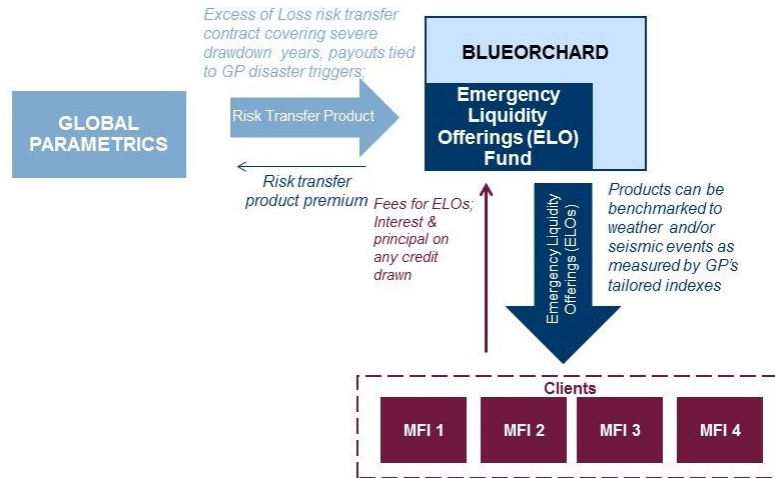 Excess of Loss risk transfer
contract covering severe
drawdown years, payouts tied
to GP disaster triggers;
BLUEORCHARD
GLOBAL
PARAMETRICS
Risk Transfer Product
Emergency
Liquidity
Offerings (ELO)
Fund
Risk transfer
product premium
Fees for ELOs;
Interest &
principal on
any credit
drawn
Emergency Liquidity
Offerings (ELOs)
Products can be
benchmarked to
weather and/or
seismic events as
measured by GP's
tailored indexes
Clients
MFI 1
MFI 2
MFI 3
MFI 4